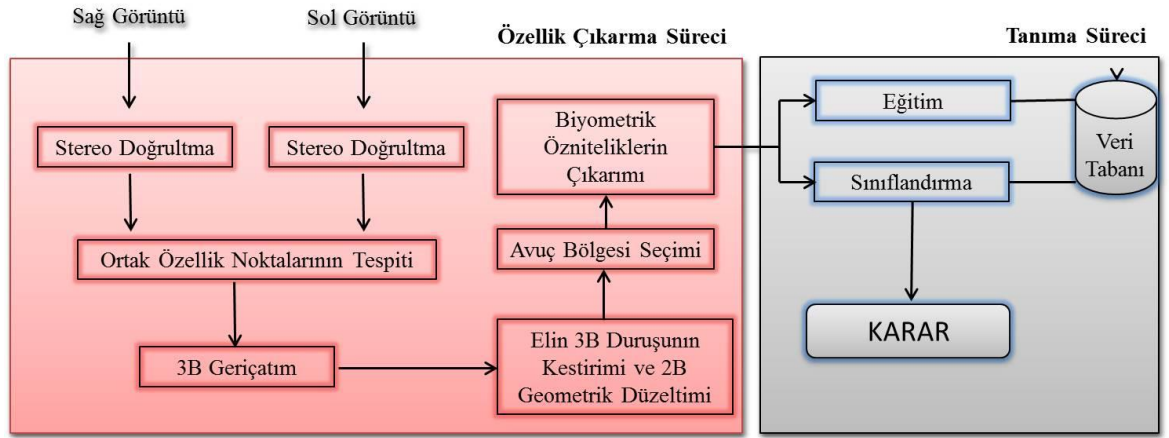 Sağ Görüntü
Sol Görüntü
Özellik Çıkarma Süreci
Tanıma Süreci
Stereo Doğrultma
Stereo Doğrultma
Ortak Özellik Noktalarının Tespiti
3B Geriçatım
Elin 3B Duruşunun
Kestirimi ve 2B
Geometrik Düzeltimi
Avuç Bölgesi Seçimi
Biyometrik
Özniteliklerin
Çıkarımı
Eğitim
Sınıflandırma
Veri
Tabanı
KARAR